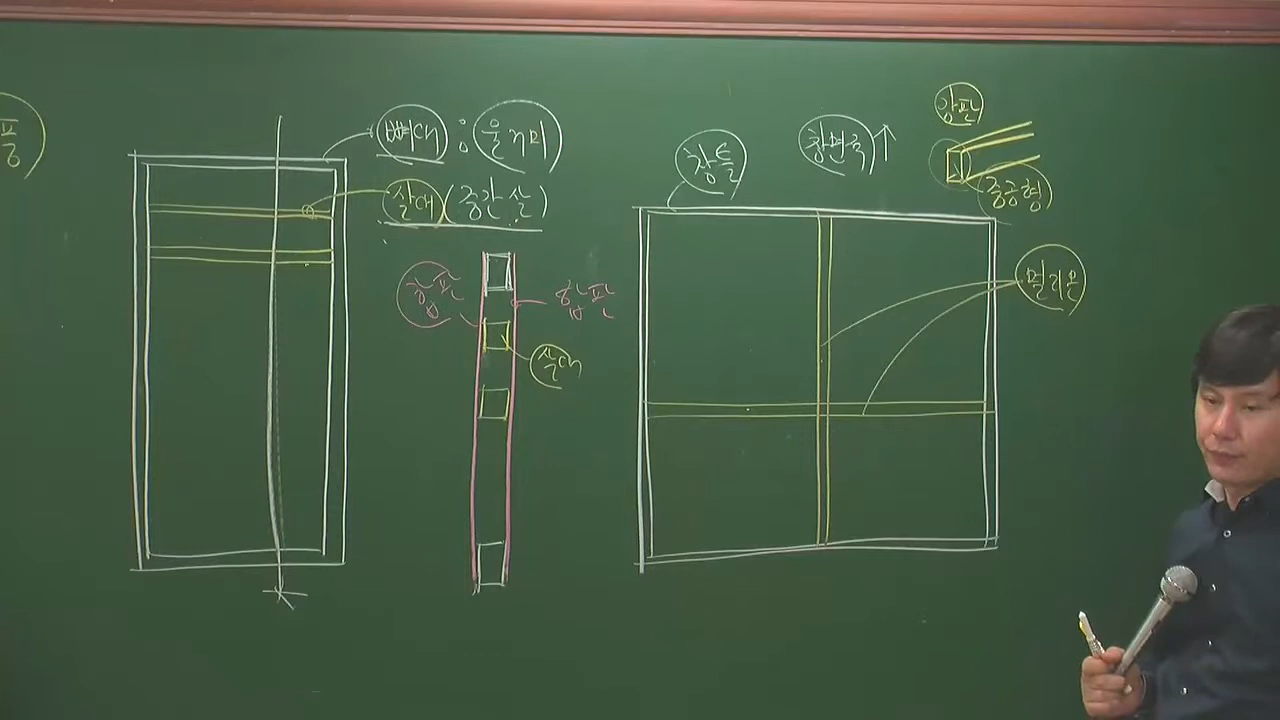 뼈대 : 울거미
살대 (중간살)
합판
합판
살대
창틀
창면적↑
강판
중공형
멀리온